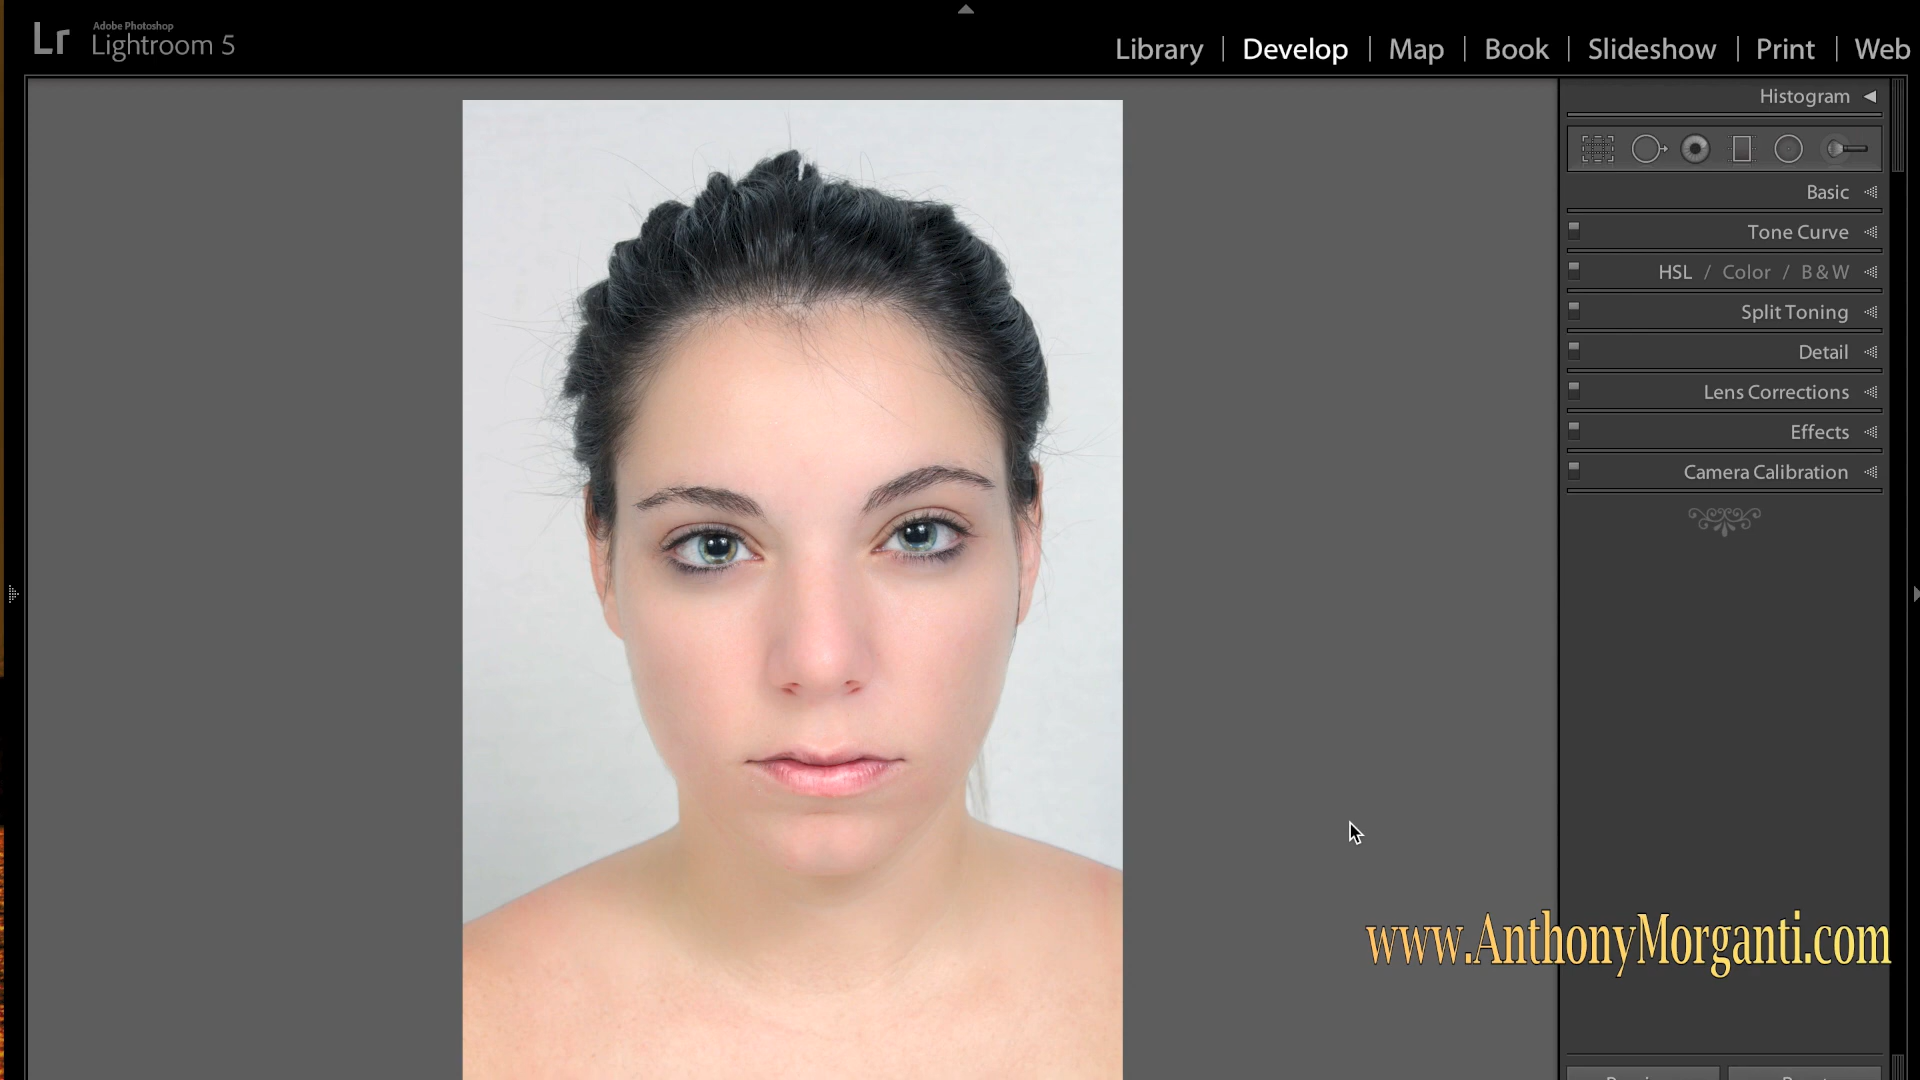 Lr Adobe Photoshop
Lightroom 5
Library | Develop | Map | Book | Slideshow | Print | Web
Histogram
Basic
Tone Curve
HSL / Color / B & W
Split Toning
Detail
Lens Corrections
Effects
Camera Calibration
www.AnthonyMorganti.com